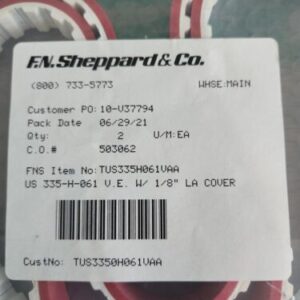 F.N. Sheppard & Co.
(800) 733-5773 WHSE:MAIN
Customer PO: 10-V37794
Pack Date 06/29/21
Qty: 2 U/M:EA
C.O.# 503062
FNS Item No: TUS335H061VAA
US 335-H-061 V.E. W/ 1/8" LA COVER
CustNo: TUS3350H061VAA